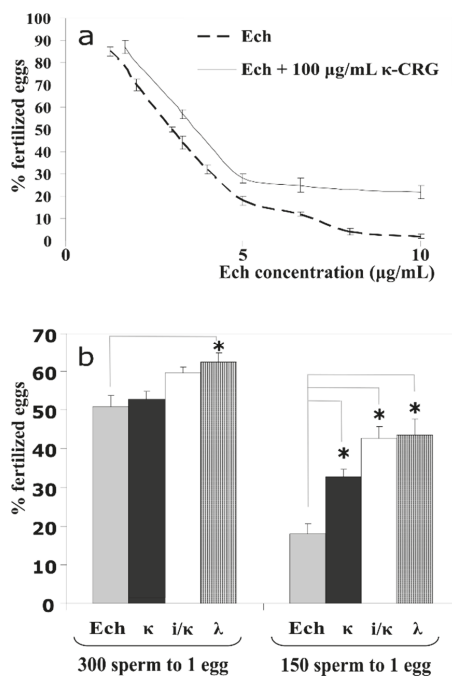 a
Ech
Ech + 100 µg/mL κ-CRG
% fertilized eggs
100
90
80
70
60
50
40
30
20
10
0
0
5
10
Ech concentration (µg/mL)
b
% fertilized eggs
70
60
50
40
30
20
10
0
*
* * *
Ech κ i/κ λ Ech κ i/κ λ
300 sperm to 1 egg 150 sperm to 1 egg